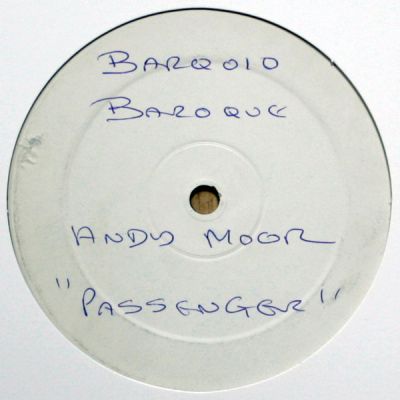 BARQ010
BAROQUE
ANDY MOOR
"PASSENGER"